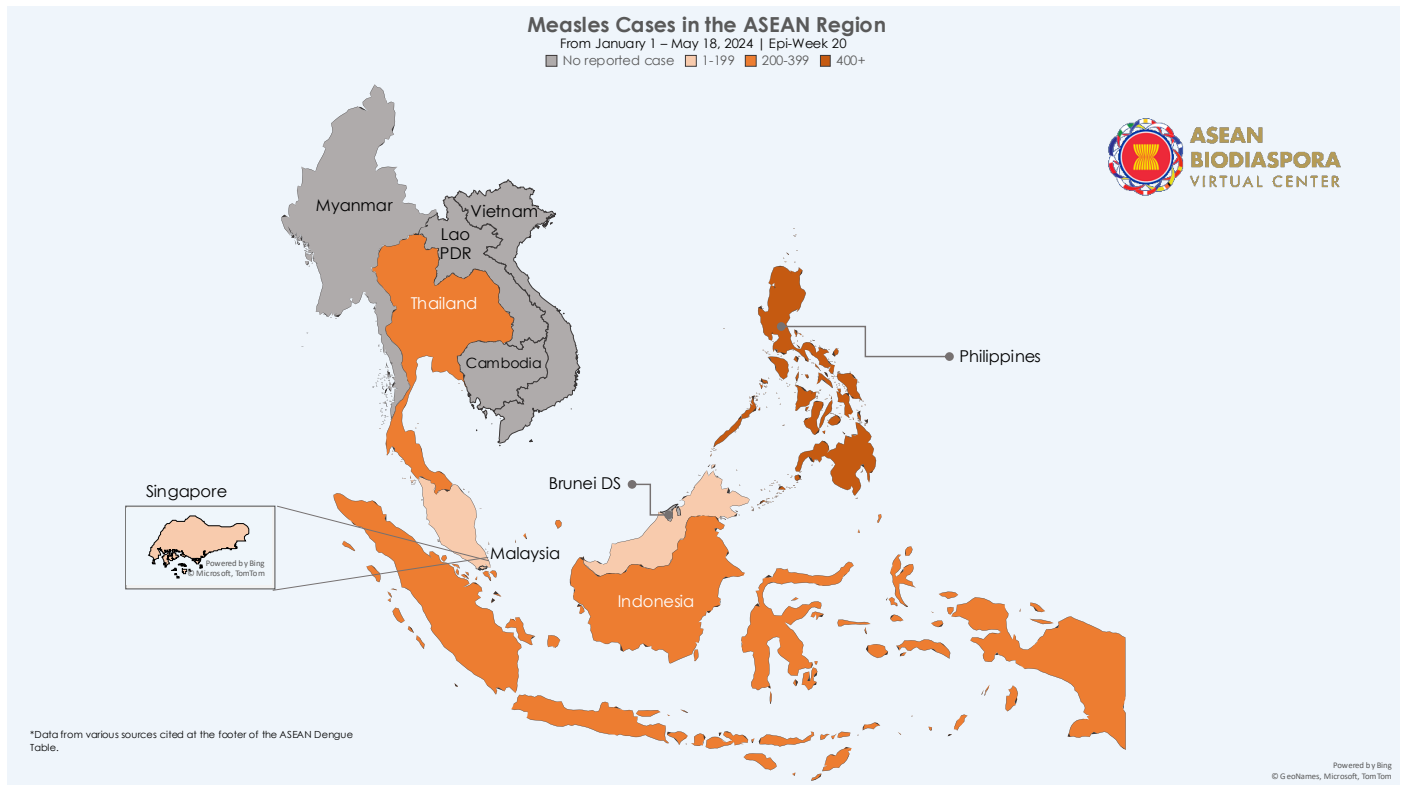 Measles Cases in the ASEAN Region
From January 1 – May 18, 2024 | Epi-Week 20
No reported case 1-199 200-399 400+
ASEAN
BIODIASPORA
VIRTUAL CENTER
Myanmar
Vietnam
Lao
PDR
Thailand
Cambodia
Philippines
Brunei DS
Singapore
Powered by Bing
© Microsoft, TomTom
Malaysia
Indonesia
*Data from various sources cited at the footer of the ASEAN Dengue
Table.
Powered by Bing
© GeoNames, Microsoft, TomTom